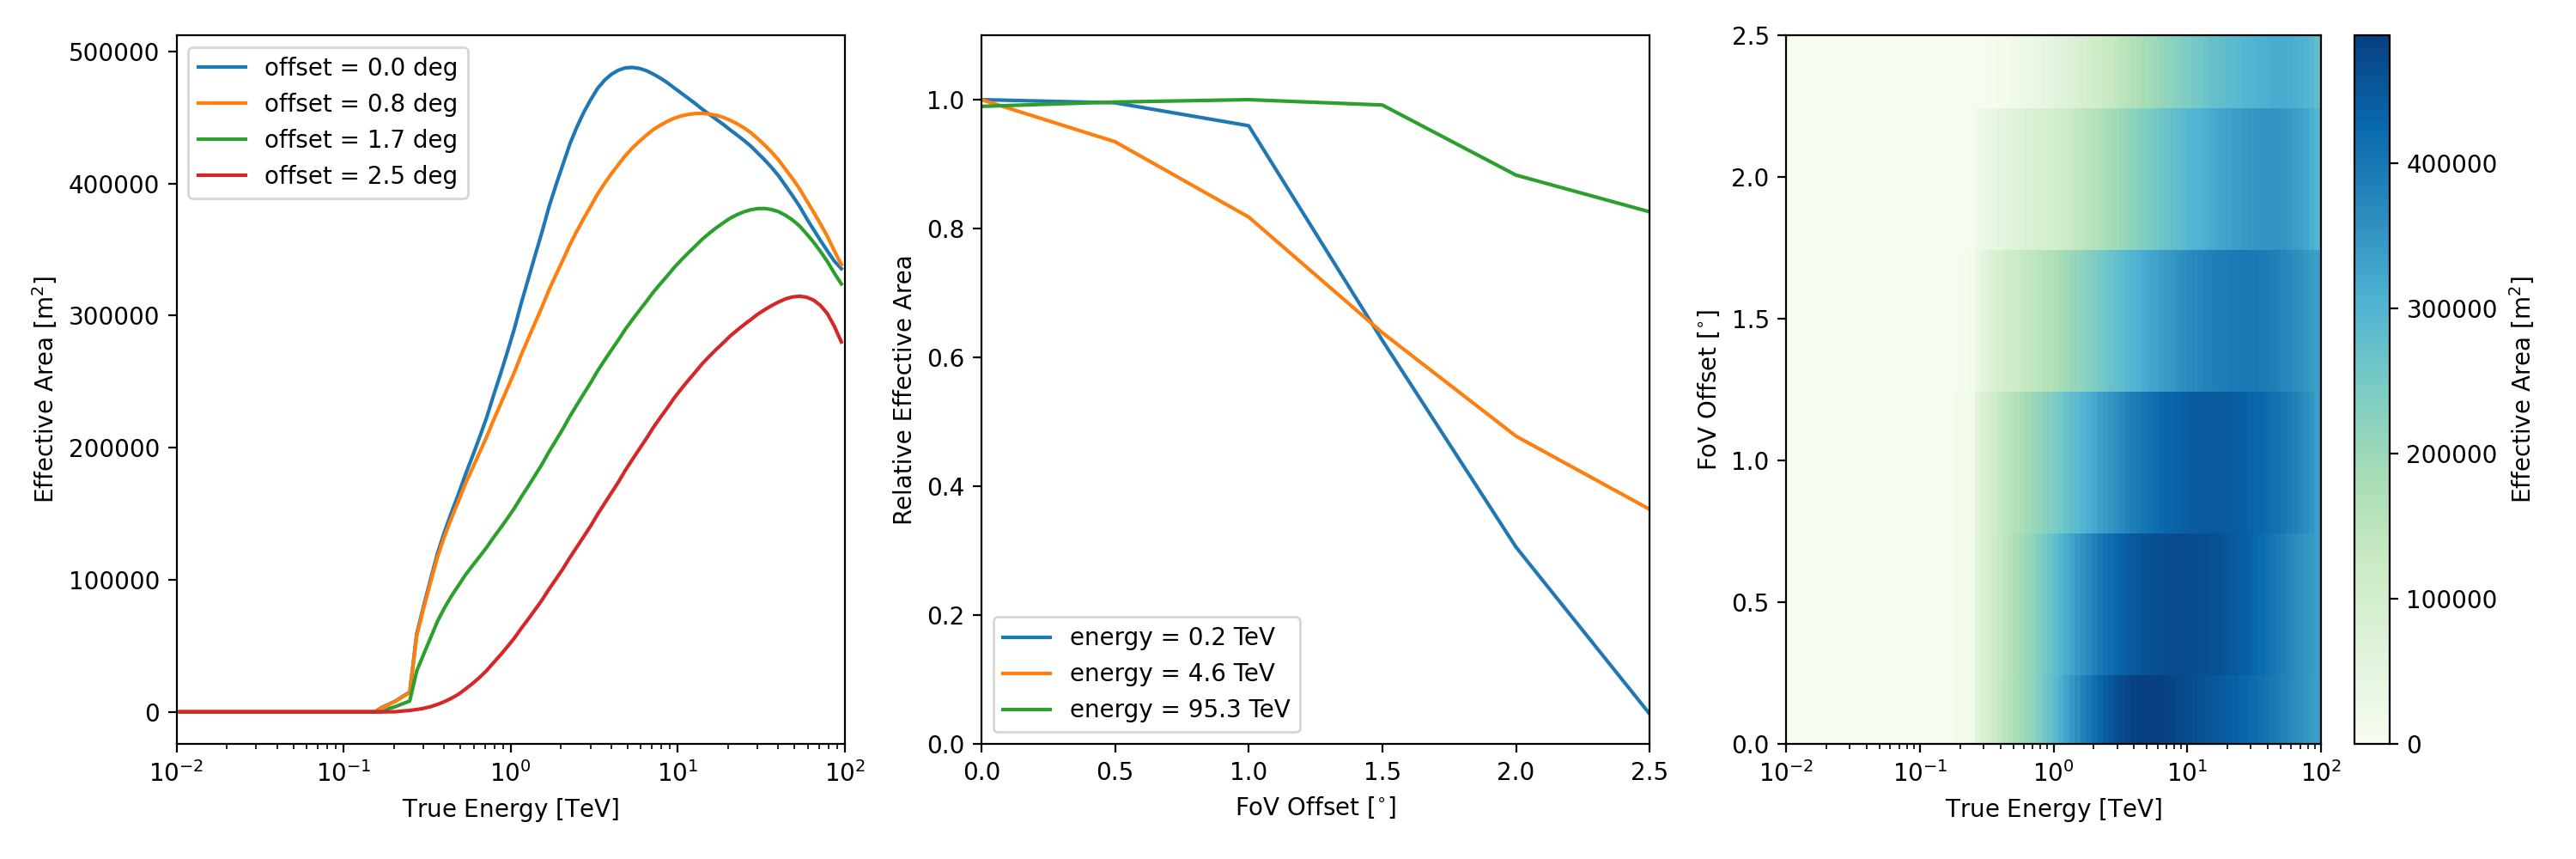 500000
400000
300000
200000
100000
0
Effective Area [m²]
offset = 0.0 deg
offset = 0.8 deg
offset = 1.7 deg
offset = 2.5 deg
10⁻²
10⁻¹
10⁰
10¹
10²
True Energy [TeV]
1.0
0.8
0.6
0.4
0.2
0.0
Relative Effective Area
energy = 0.2 TeV
energy = 4.6 TeV
energy = 95.3 TeV
0.0
0.5
1.0
1.5
2.0
2.5
FoV Offset [°]
2.5
2.0
1.5
1.0
0.5
0.0
FoV Offset [°]
10⁻²
10⁻¹
10⁰
10¹
10²
True Energy [TeV]
400000
300000
200000
100000
0
Effective Area [m²]